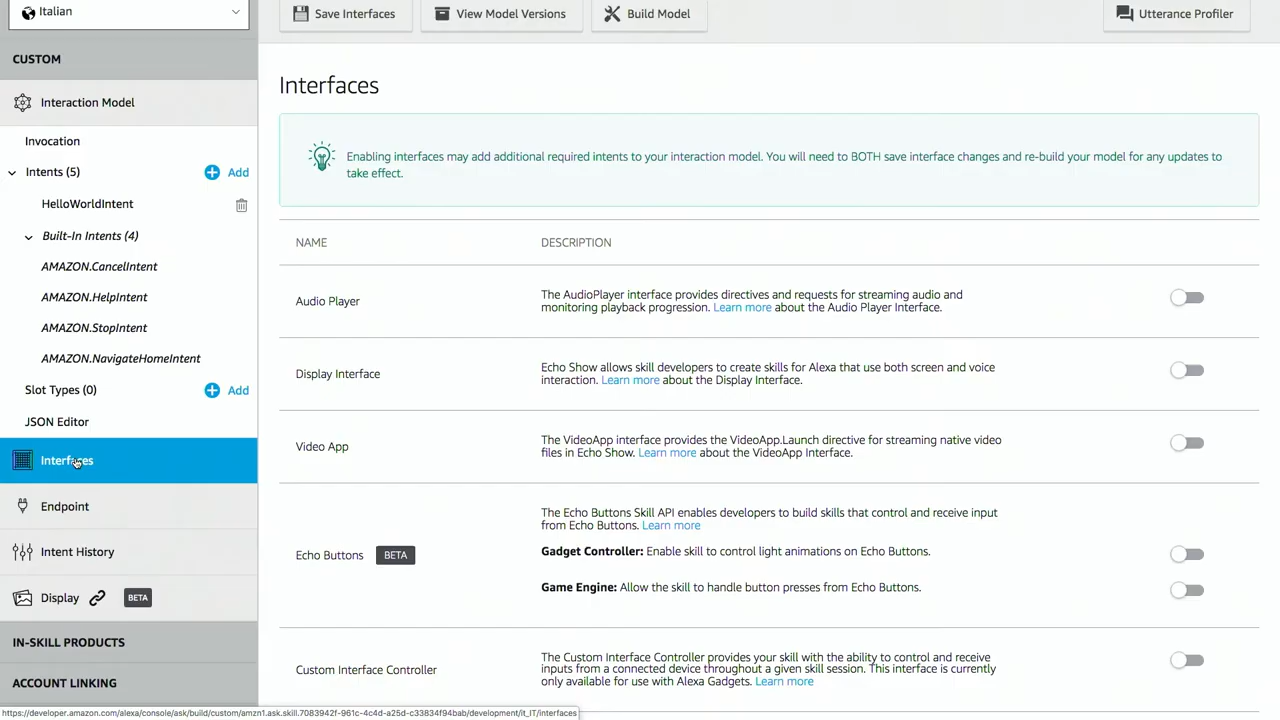 Italian
Save Interfaces
View Model Versions
Build Model
Utterance Profiler
CUSTOM
Interaction Model
Invocation
Intents (5)
Add
HelloWorldIntent
Built-In Intents (4)
AMAZON.CancelIntent
AMAZON.HelpIntent
AMAZON.StopIntent
AMAZON.NavigateHomeIntent
Slot Types (0)
Add
JSON Editor
Interfaces
Endpoint
Intent History
Display
BETA
IN-SKILL PRODUCTS
ACCOUNT LINKING
Interfaces
Enabling interfaces may add additional required intents to your interaction model. You will need to BOTH save interface changes and re-build your model for any updates to
take effect.
NAME
DESCRIPTION
Audio Player
The AudioPlayer interface provides directives and requests for streaming audio and
monitoring playback progression. Learn more about the Audio Player Interface.
Display Interface
Echo Show allows skill developers to create skills for Alexa that use both screen and voice
interaction. Learn more about the Display Interface.
Video App
The VideoApp interface provides the VideoApp.Launch directive for streaming native video
files in Echo Show. Learn more about the VideoApp Interface.
Echo Buttons
BETA
The Echo Buttons Skill API enables developers to build skills that control and receive input
from Echo Buttons. Learn more
Gadget Controller: Enable skill to control light animations on Echo Buttons.
Game Engine: Allow the skill to handle button presses from Echo Buttons.
Custom Interface Controller
The Custom Interface Controller provides your skill with the ability to control and receive
inputs from a connected device throughout a given skill session. This interface is currently
only available for use with Alexa Gadgets. Learn more
https://developer.amazon.com/alexa/console/ask/build/custom/amzn1.ask.skill.7083942f-961c-4c4d-a25d-c33834f94bab/development/it_IT/interfaces